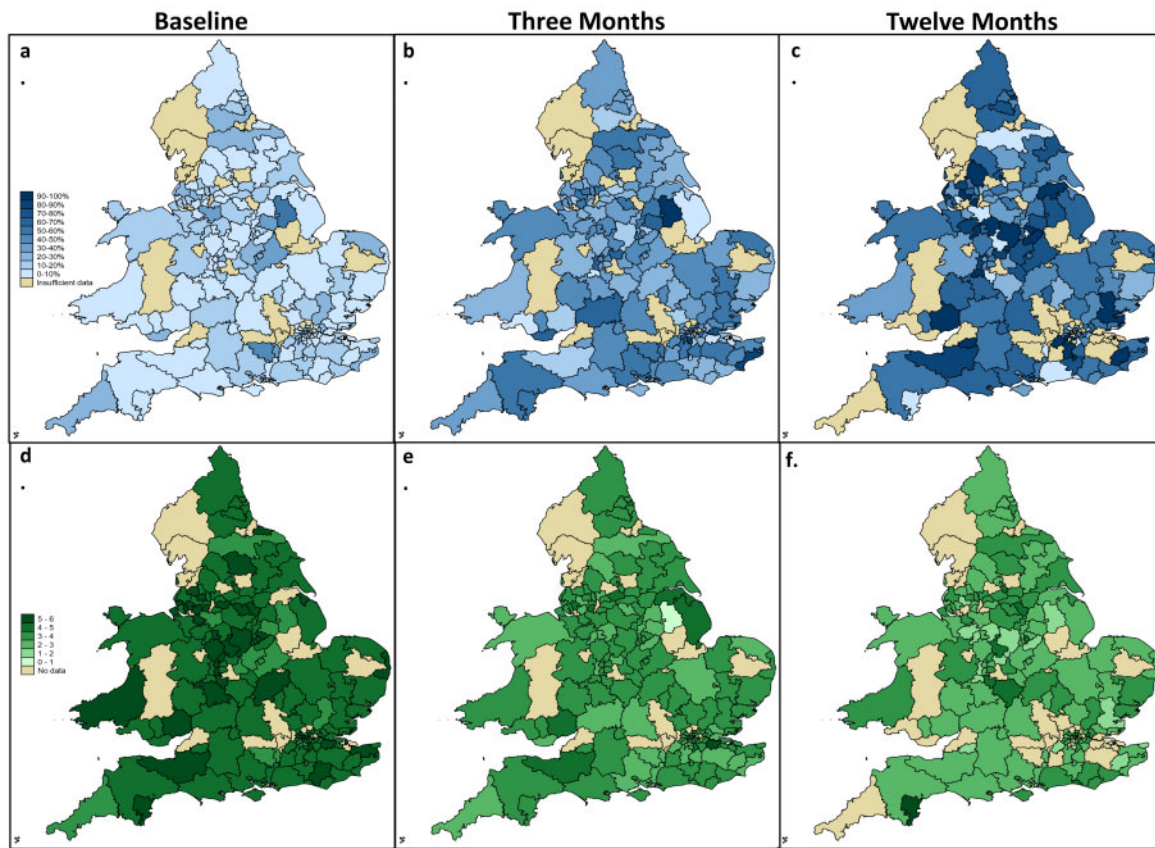 Baseline
Three Months
Twelve Months
a
b
c
90-100%
80-90%
70-80%
60-70%
50-60%
40-50%
30-40%
20-30%
10-20%
0-10%
Insufficient data
d
e
f.
5 - 6
4 - 5
3 - 4
2 - 3
1 - 2
0 - 1
No data